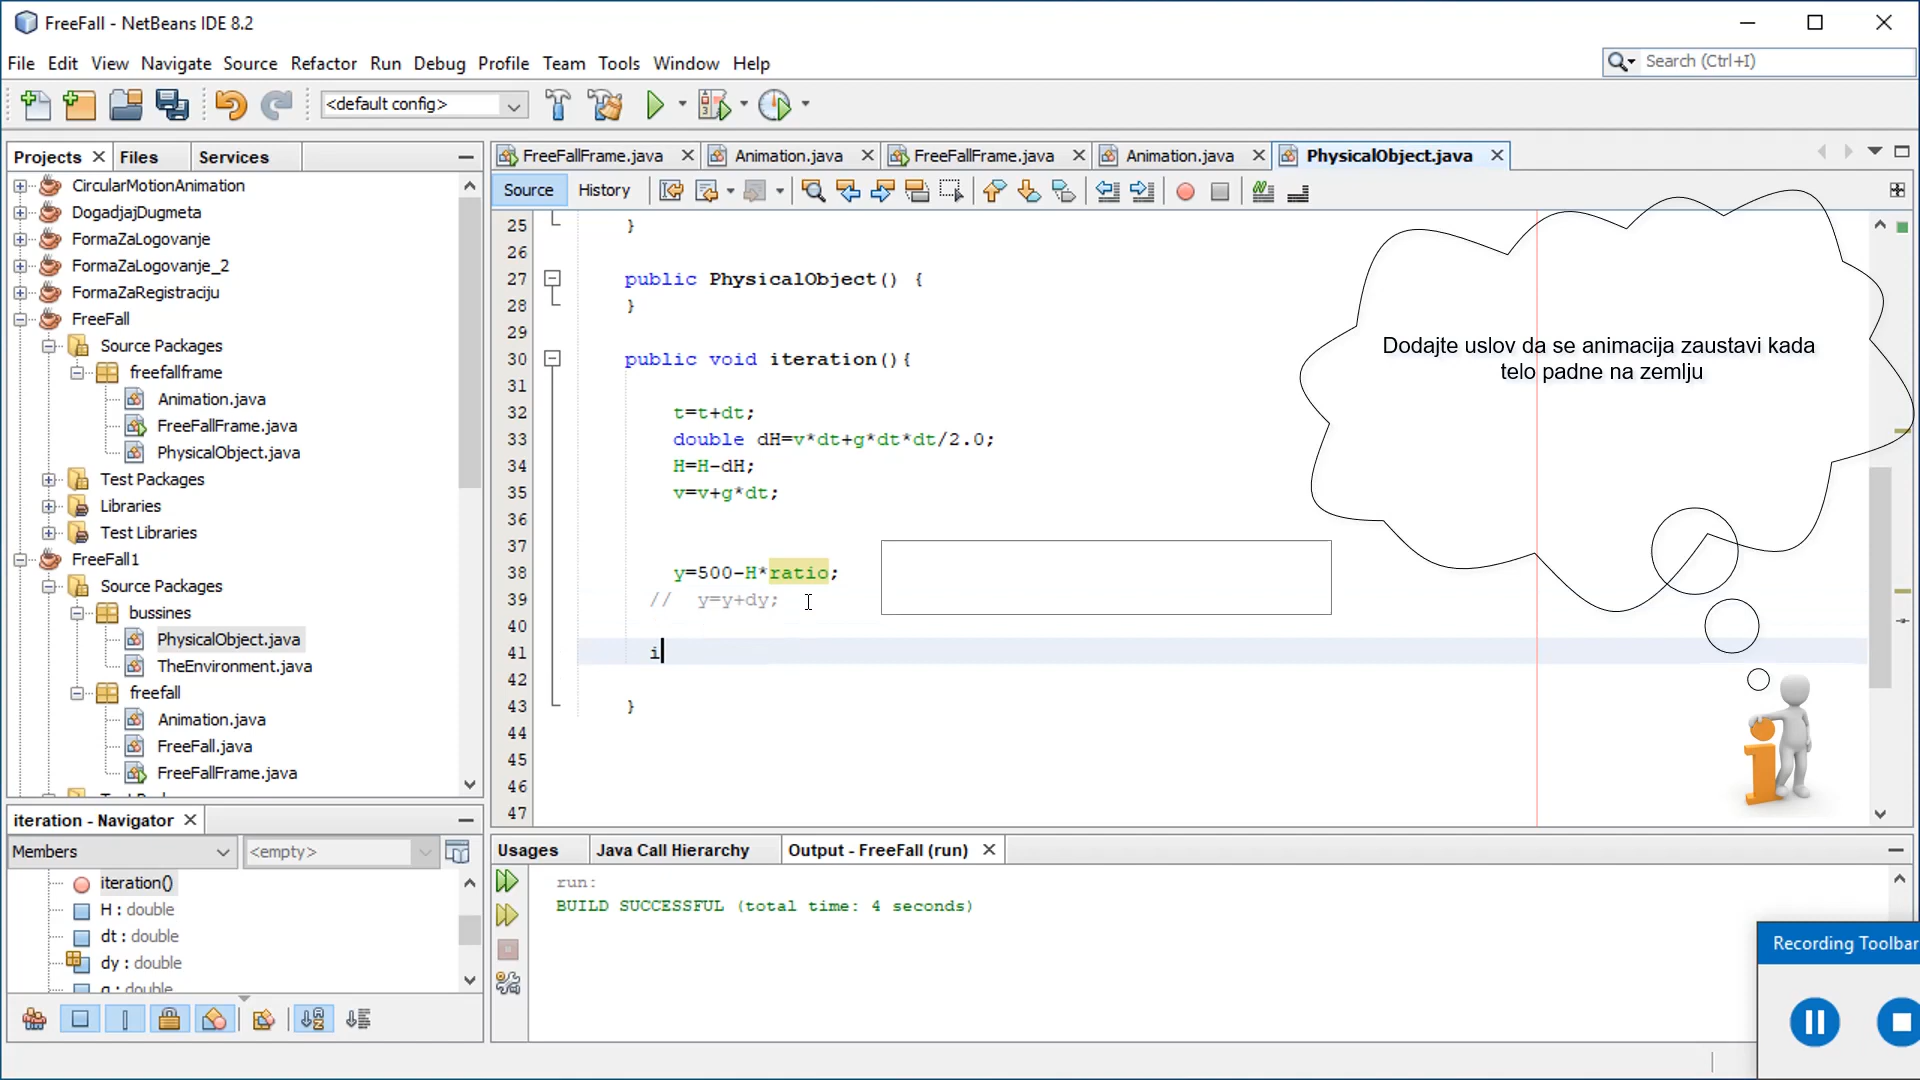 FreeFall - NetBeans IDE 8.2
File Edit View Navigate Source Refactor Run Debug Profile Team Tools Window Help
Search (Ctrl+I)
<default config>
Projects Files Services
FreeFallFrame.java Animation.java FreeFallFrame.java Animation.java PhysicalObject.java
Source History
CircularMotionAnimation
DogadjajDugmeta
FormaZaLogovanje
FormaZaLogovanje_2
FormaZaRegistraciju
FreeFall
Source Packages
freefallframe
Animation.java
FreeFallFrame.java
PhysicalObject.java
Test Packages
Libraries
Test Libraries
FreeFall1
Source Packages
bussines
PhysicalObject.java
TheEnvironment.java
freefall
Animation.java
FreeFall.java
FreeFallFrame.java
25 }
26
27 public PhysicalObject() {
28 }
29
30 public void iteration(){
31
32 t=t+dt;
33 double dH=v*dt+g*dt*dt/2.0;
34 H=H-dH;
35 v=v+g*dt;
36
37
38 y=500-H*ratio;
39 // y=y+dy;
40
41 i
42
43 }
44
45
46
47
Dodajte uslov da se animacija zaustavi kada
telo padne na zemlju
iteration - Navigator
Members <empty>
iteration()
H : double
dt : double
dy : double
Usages Java Call Hierarchy Output - FreeFall (run)
run:
BUILD SUCCESSFUL (total time: 4 seconds)
Recording Toolbar